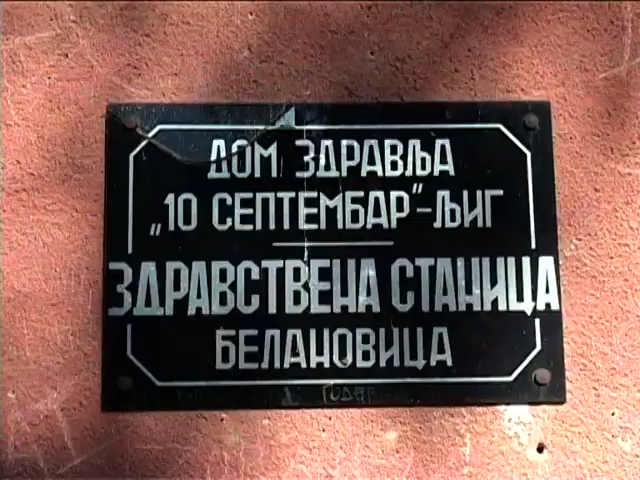 ДОМ ЗДРАВЉА
„10 СЕПТЕМБАР"-ЉИГ
ЗДРАВСТВЕНА СТАНИЦА
БЕЛАНОВИЦА